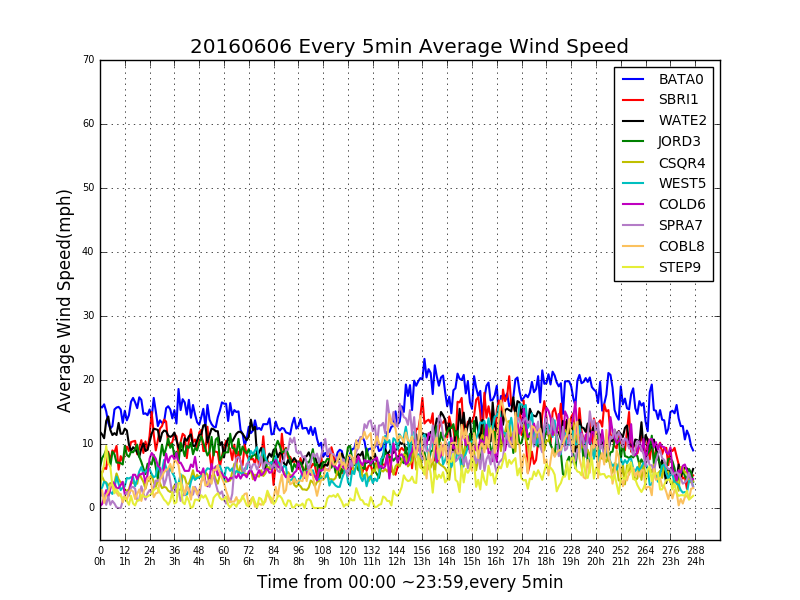 20160606 Every 5min Average Wind Speed
70
60
50
40
30
20
10
0
Average Wind Speed(mph)
BATA0
SBRI1
WATE2
JORD3
CSQR4
WEST5
COLD6
SPRA7
COBL8
STEP9
0 12 24 36 48 60 72 84 96 108 120 132 144 156 168 180 192 204 216 228 240 252 264 276 288
0h 1h 2h 3h 4h 5h 6h 7h 8h 9h 10h 11h 12h 13h 14h 15h 16h 17h 18h 19h 20h 21h 22h 23h 24h
Time from 00:00 ~23:59,every 5min